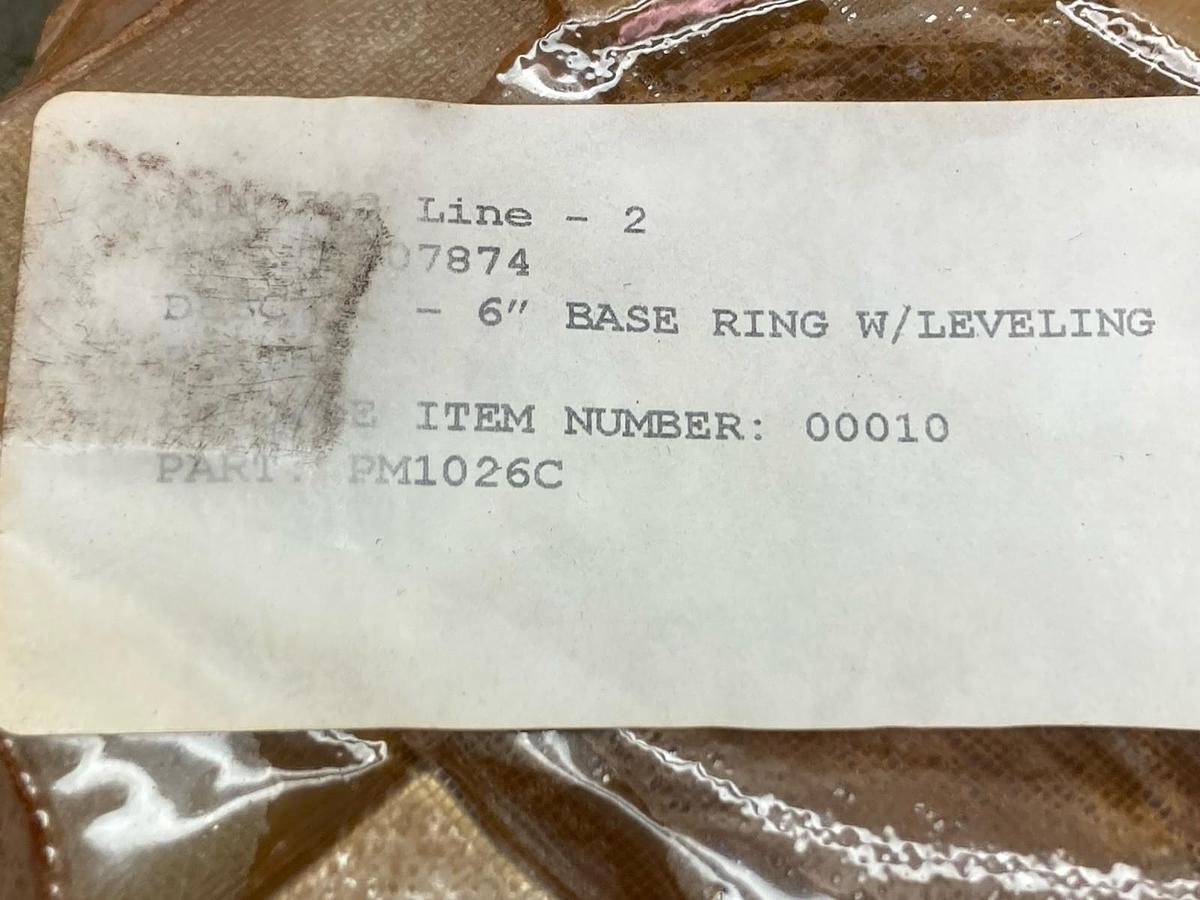 Line - 2
07874
- 6" BASE RING W/LEVELING
ITEM NUMBER: 00010
PART: PM1026C